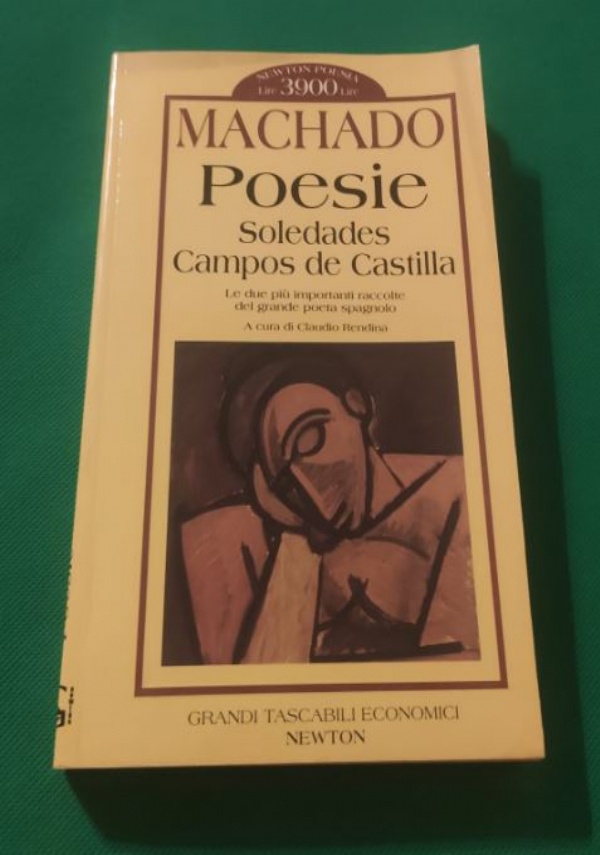 NEWTON POESIA
Lire 3900 Lire
MACHADO
Poesie
Soledades
Campos de Castilla
Le due più importanti raccolte
del grande poeta spagnolo
A cura di Claudio Rendina
GRANDI TASCABILI ECONOMICI
NEWTON